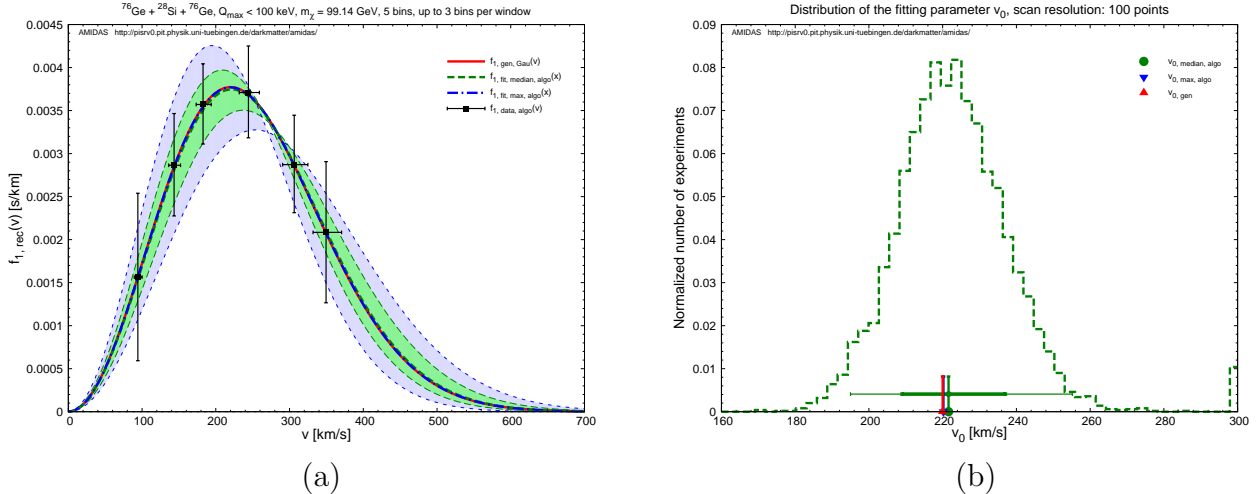 ⁷⁶Ge + ²⁸Si + ⁷⁶Ge, Qmax < 100 keV, mχ = 99.14 GeV, 5 bins, up to 3 bins per window
AMIDAS http://pisrv0.pit.physik.uni-tuebingen.de/darkmatter/amidas/
f1, gen, Gau(v)
f1, fit, median, algo(x)
f1, fit, max, algo(x)
f1, data, algo(v)
0.0045
0.004
0.0035
0.003
0.0025
0.002
0.0015
0.001
0.0005
0
f1, rec(v) [s/km]
0 100 200 300 400 500 600 700
v [km/s]
(a)
Distribution of the fitting parameter v0, scan resolution: 100 points
AMIDAS http://pisrv0.pit.physik.uni-tuebingen.de/darkmatter/amidas/
v0, median, algo
v0, max, algo
v0, gen
0.09
0.08
0.07
0.06
0.05
0.04
0.03
0.02
0.01
0
Normalized number of experiments
160 180 200 220 240 260 280 300
v0 [km/s]
(b)